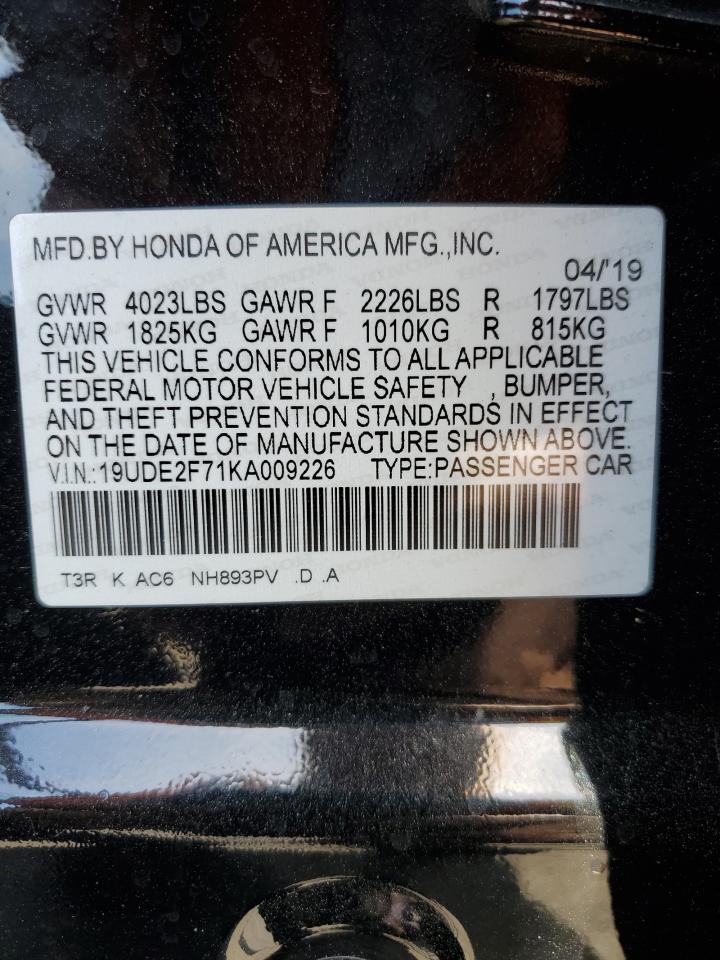 MFD.BY HONDA OF AMERICA MFG.,INC.
04/'19
GVWR 4023LBS GAWR F 2226LBS R 1797LBS
GVWR 1825KG GAWR F 1010KG R 815KG
THIS VEHICLE CONFORMS TO ALL APPLICABLE
FEDERAL MOTOR VEHICLE SAFETY , BUMPER,
AND THEFT PREVENTION STANDARDS IN EFFECT
ON THE DATE OF MANUFACTURE SHOWN ABOVE.
V.I.N.:19UDE2F71KA009226 TYPE:PASSENGER CAR
T3R K AC6 NH893PV .D .A